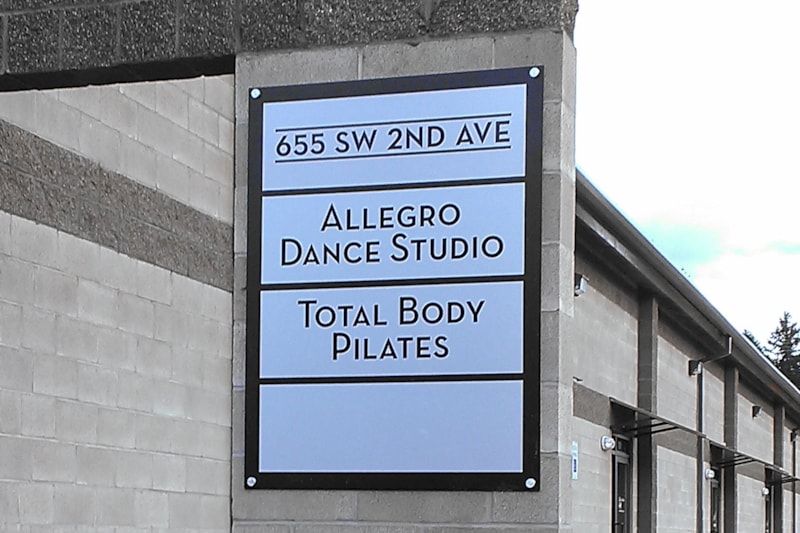 655 SW 2ND AVE
ALLEGRO
DANCE STUDIO
TOTAL BODY
PILATES